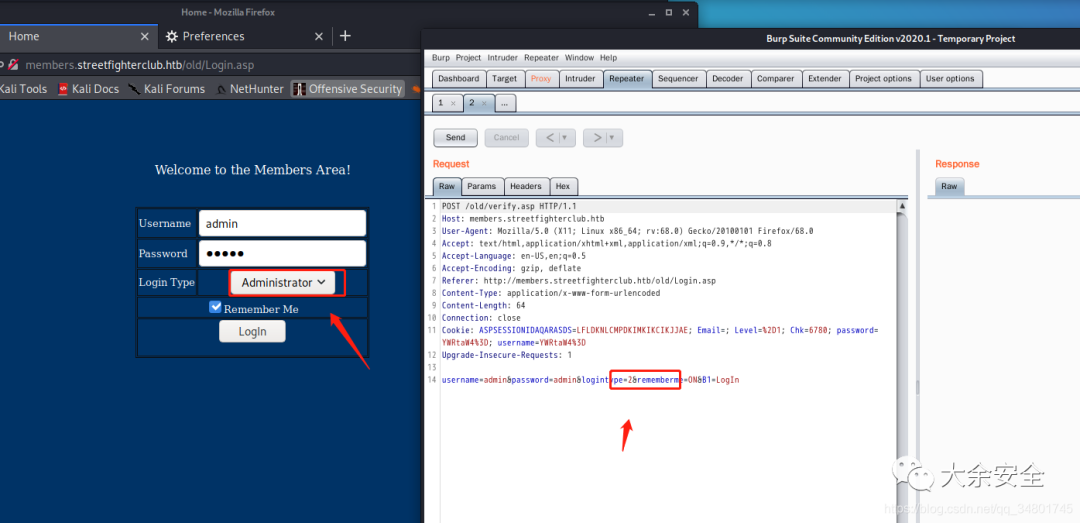 Home - Mozilla Firefox
Home
Preferences
members.streetfighterclub.htb/old/Login.asp
Kali Tools
Kali Docs
Kali Forums
NetHunter
Offensive Security
Welcome to the Members Area!
Username
admin
Password
●●●●●
Login Type
Administrator
Remember Me
LogIn
Burp Suite Community Edition v2020.1 - Temporary Project
Burp Project Intruder Repeater Window Help
Dashboard Target Proxy Intruder Repeater Sequencer Decoder Comparer Extender Project options User options
1 × 2 × ...
Send Cancel < | ▾ > | ▾
Request
Raw Params Headers Hex
1 POST /old/verify.asp HTTP/1.1
2 Host: members.streetfighterclub.htb
3 User-Agent: Mozilla/5.0 (X11; Linux x86_64; rv:68.0) Gecko/20100101 Firefox/68.0
4 Accept: text/html,application/xhtml+xml,application/xml;q=0.9,*/*;q=0.8
5 Accept-Language: en-US,en;q=0.5
6 Accept-Encoding: gzip, deflate
7 Referer: http://members.streetfighterclub.htb/old/Login.asp
8 Content-Type: application/x-www-form-urlencoded
9 Content-Length: 64
10 Connection: close
11 Cookie: ASPSESSIONIDAQARASDS=LFLDKNLCMPDKIMKIKCIKJJAE; Email=; Level=%2D1; Chk=6780; password=
YWRtaW4%3D; username=YWRtaW4%3D
12 Upgrade-Insecure-Requests: 1
13
14 username=admin&password=admin&logintype=2&rememberme=ON&B1=LogIn
Response
Raw
大余安全
https://blog.csdn.net/qq_34801745